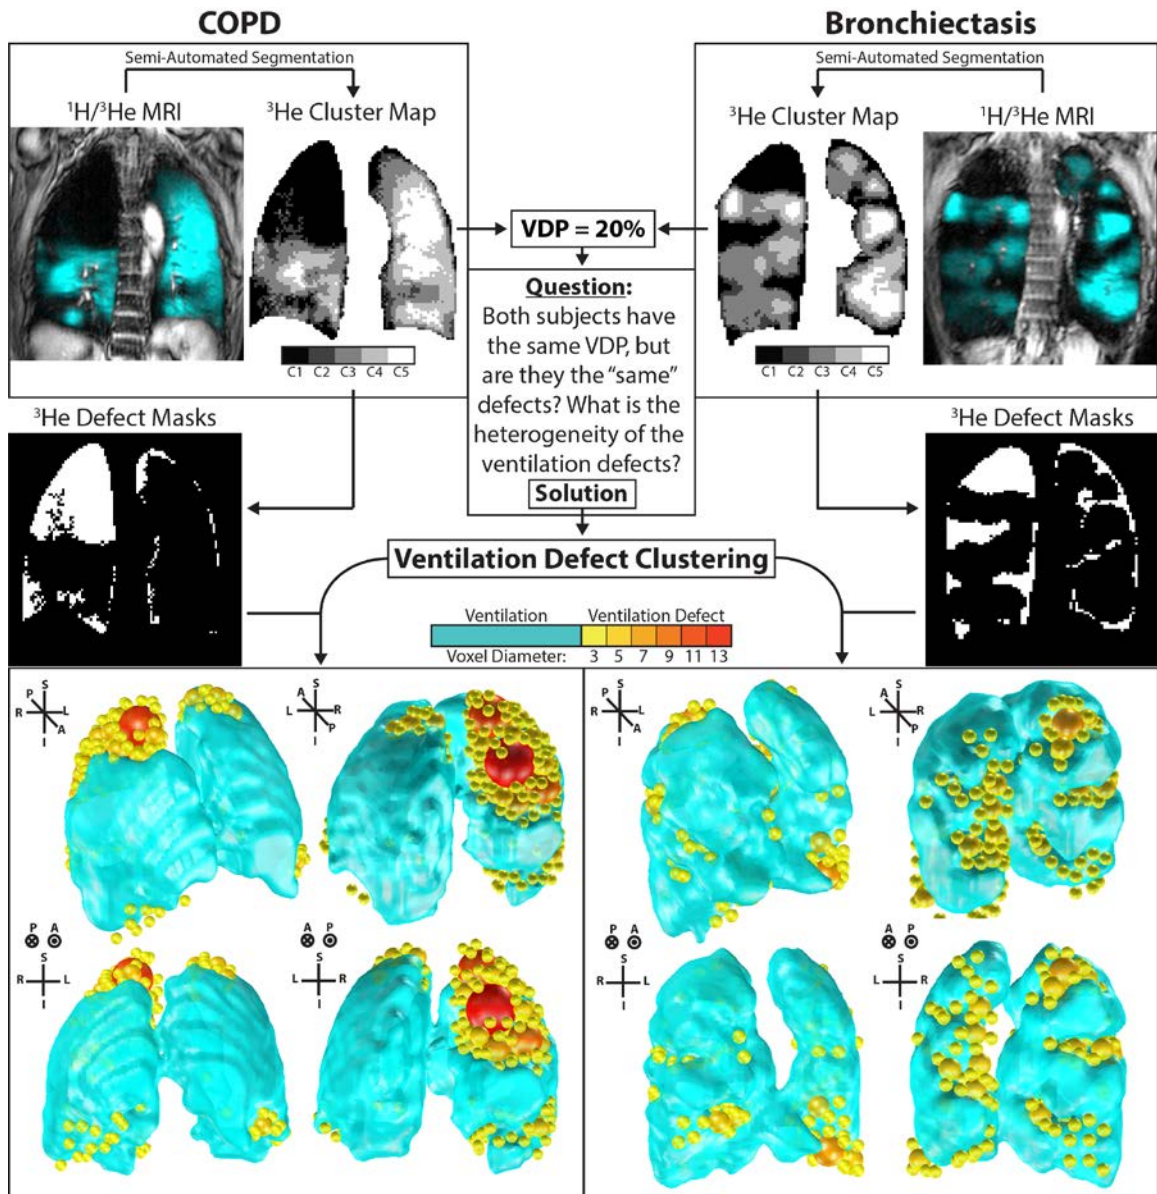 COPD
Bronchiectasis
Semi-Automated Segmentation
Semi-Automated Segmentation
¹H/³He MRI
³He Cluster Map
³He Cluster Map
¹H/³He MRI
VDP = 20%
Question:
Both subjects have
the same VDP, but
are they the “same”
defects? What is the
heterogeneity of the
ventilation defects?
Solution
C1 C2 C3 C4 C5
C1 C2 C3 C4 C5
³He Defect Masks
³He Defect Masks
Ventilation Defect Clustering
Ventilation
Ventilation Defect
Voxel Diameter: 3 5 7 9 11 13
S
P
R L
A
I
S
A
L R
P
I
S
P
R L
A
I
S
A
L R
P
I
P A
S
R L
I
A P
S
L R
I
P A
S
R L
I
A P
S
L R
I